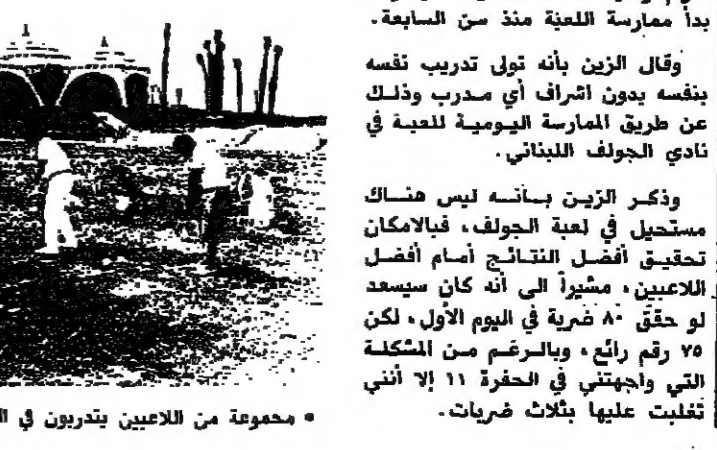 بدأ ممارسة اللعبة منذ سن السابعة.
وقال الزين بأنه تولى تدريب نفسه
بنفسه بدون اشراف أي مدرب وذلك
عن طريق الممارسة اليومية للعبة في
نادي الجولف اللبناني.
وذكر الزين بأنه ليس هناك
مستحيل في لعبة الجولف، فبالامكان
تحقيق أفضل النتائج أمام أفضل
اللاعبين، مشيراً الى أنه كان سيسعد
لو حقق ٨٠ ضربة في اليوم الأول، لكن
٧٥ رقم رائع، وبالرغم من المشكلة
التي واجهتني في الحفرة ١١ إلا أنني
تغلبت عليها بثلاث ضربات.
• مجموعة من اللاعبين يتدربون في